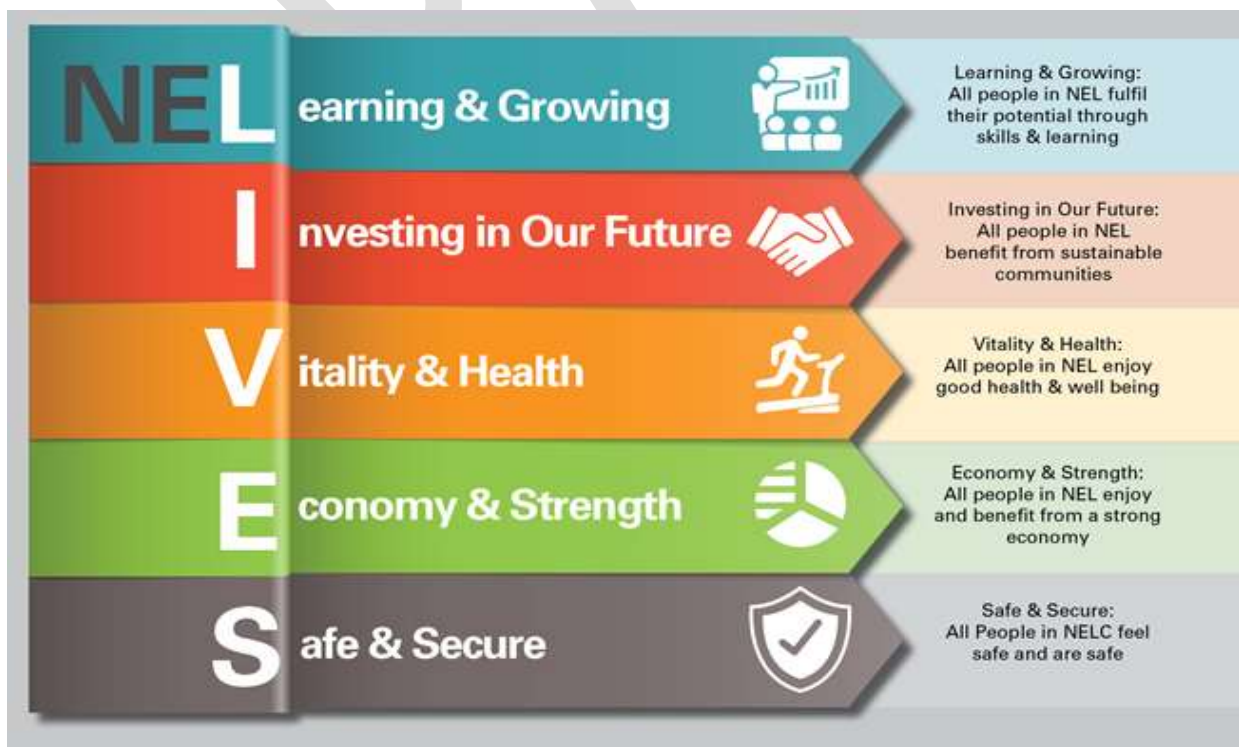 NEL earning & Growing
Learning & Growing:
All people in NEL fulfil
their potential through
skills & learning
I nvesting in Our Future
Investing in Our Future:
All people in NEL
benefit from sustainable
communities
V itality & Health
Vitality & Health:
All people in NEL enjoy
good health & well being
E conomy & Strength
Economy & Strength:
All people in NEL enjoy
and benefit from a strong
economy
S afe & Secure
Safe & Secure:
All People in NELC feel
safe and are safe